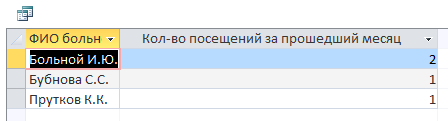 ФИО больн Кол-во посещений за прошедший месяц
Больной И.Ю. 2
Бубнова С.С. 1
Прутков К.К. 1